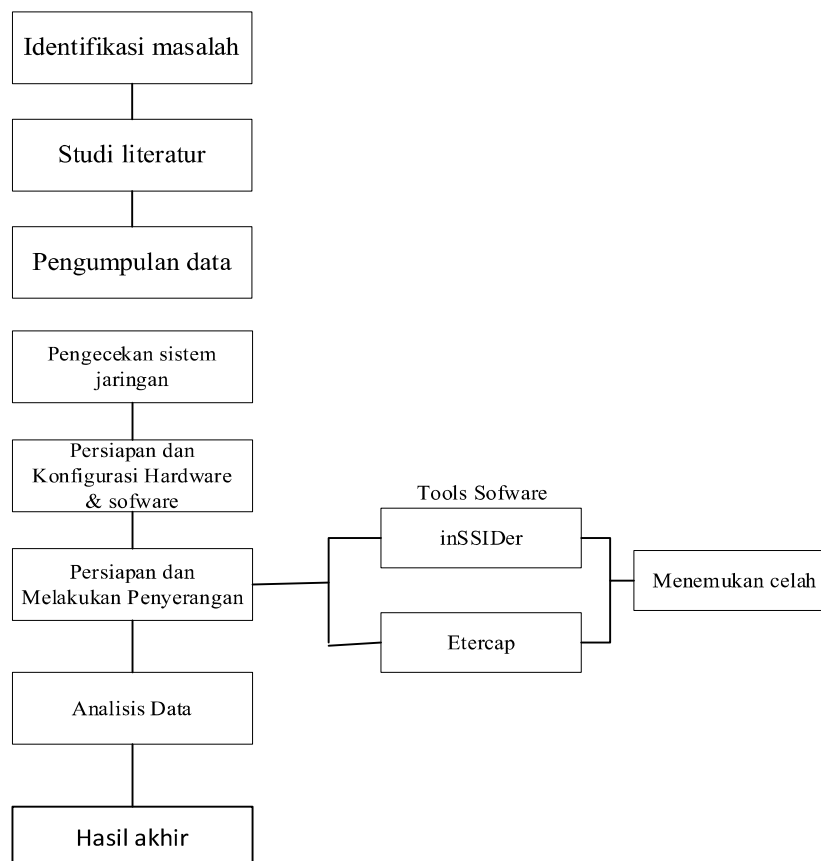 Identifikasi masalah
Studi literatur
Pengumpulan data
Pengecekan sistem
jaringan
Persiapan dan
Konfigurasi Hardware
& sofware
Persiapan dan
Melakukan Penyerangan
Tools Sofware
inSSIDer
Etercap
Menemukan celah
Analisis Data
Hasil akhir